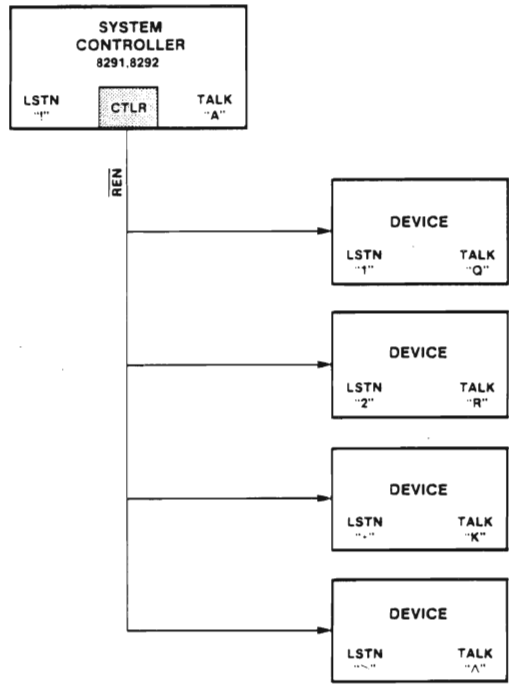 SYSTEM
CONTROLLER
8291,8292
LSTN CTLR TALK
"!" "A"
REN
DEVICE
LSTN TALK
"1" "Q"
DEVICE
LSTN TALK
"2" "R"
DEVICE
LSTN TALK
"K"
DEVICE
LSTN TALK
"^"